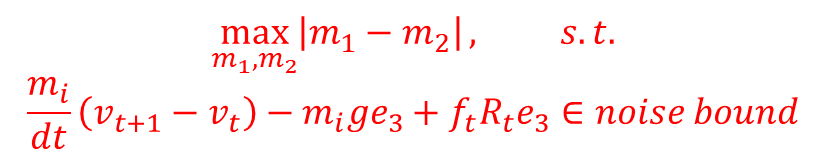 max |m₁ − m₂| , s.t.
m₁,m₂
mᵢ/dt (vₜ₊₁ − vₜ) − mᵢge₃ + fₜRₜe₃ ∈ noise bound